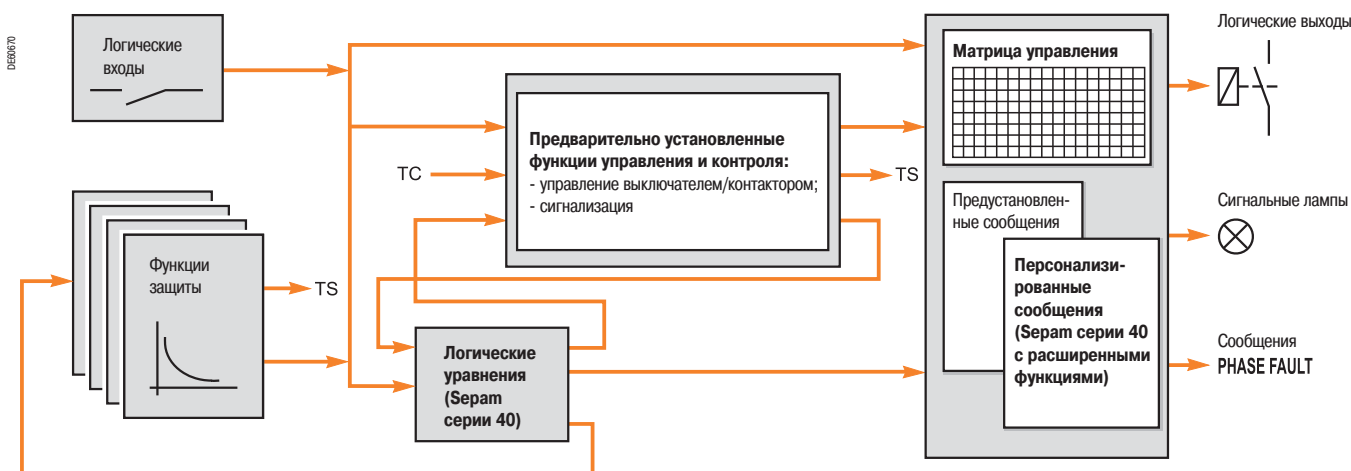 DE60670
Логические
входы
Функции
защиты
TS
TC
Предварительно установленные
функции управления и контроля:
- управление выключателем/контактором;
- сигнализация
TS
Логические
уравнения
(Sepam
серии 40)
Матрица управления
Предустановлен-
ные сообщения
Персонализи-
рованные
сообщения
(Sepam серии 40
с расширенными
функциями)
Логические выходы
Сигнальные лампы
Сообщения
PHASE FAULT